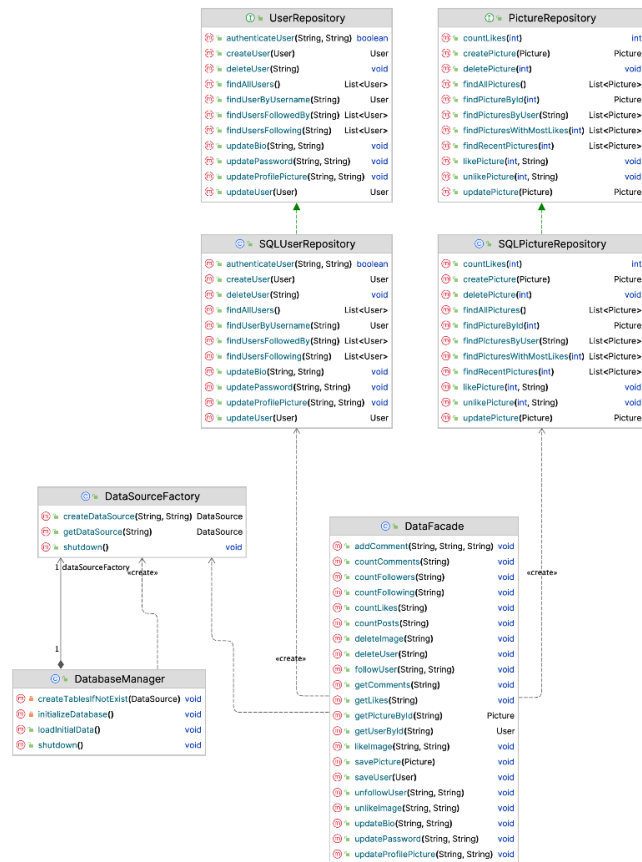 UserRepository
authenticateUser(String, String) boolean
createUser(User) User
deleteUser(String) void
findAllUsers() List<User>
findUserByUsername(String) User
findUsersFollowedBy(String) List<User>
findUsersFollowing(String) List<User>
updateBio(String, String) void
updatePassword(String, String) void
updateProfilePicture(String, String) void
updateUser(User) User
PictureRepository
countLikes(int) int
createPicture(Picture) Picture
deletePicture(int) void
findAllPictures() List<Picture>
findPictureById(int) Picture
findPicturesByUser(String) List<Picture>
findPicturesWithMostLikes(int) List<Picture>
findRecentPictures(int) List<Picture>
likePicture(int, String) void
unlikePicture(int, String) void
updatePicture(Picture) Picture
SQLUserRepository
authenticateUser(String, String) boolean
createUser(User) User
deleteUser(String) void
findAllUsers() List<User>
findUserByUsername(String) User
findUsersFollowedBy(String) List<User>
findUsersFollowing(String) List<User>
updateBio(String, String) void
updatePassword(String, String) void
updateProfilePicture(String, String) void
updateUser(User) User
SQLPictureRepository
countLikes(int) int
createPicture(Picture) Picture
deletePicture(int) void
findAllPictures() List<Picture>
findPictureById(int) Picture
findPicturesByUser(String) List<Picture>
findPicturesWithMostLikes(int) List<Picture>
findRecentPictures(int) List<Picture>
likePicture(int, String) void
unlikePicture(int, String) void
updatePicture(Picture) Picture
DataSourceFactory
createDataSource(String, String) DataSource
getDataSource(String) DataSource
shutdown() void
1 dataSourceFactory
«create»
1
DatabaseManager
createTablesIfNotExist(DataSource) void
initializeDatabase() void
loadInitialData() void
shutdown() void
«create»
«create»
DataFacade
addComment(String, String, String) void
countComments(String) void
countFollowers(String) void
countFollowing(String) void
countLikes(String) void
countPosts(String) void
deleteImage(String) void
deleteUser(String) void
followUser(String, String) void
getComments(String) void
getLikes(String) void
getPictureById(String) Picture
getUserById(String) User
likeImage(String, String) void
savePicture(Picture) void
saveUser(User) void
unfollowUser(String, String) void
unlikeImage(String, String) void
updateBio(String, String) void
updatePassword(String, String) void
updateProfilePicture(String, String) void